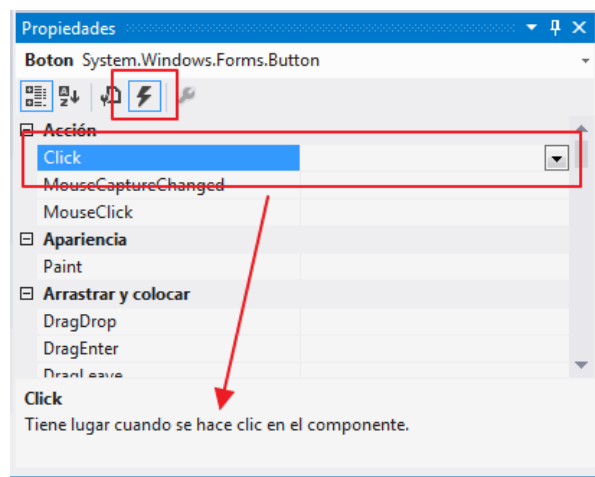 Propiedades
Boton System.Windows.Forms.Button
Acción
Click
MouseCaptureChanged
MouseClick
Apariencia
Paint
Arrastrar y colocar
DragDrop
DragEnter
DragLeave
Click
Tiene lugar cuando se hace clic en el componente.